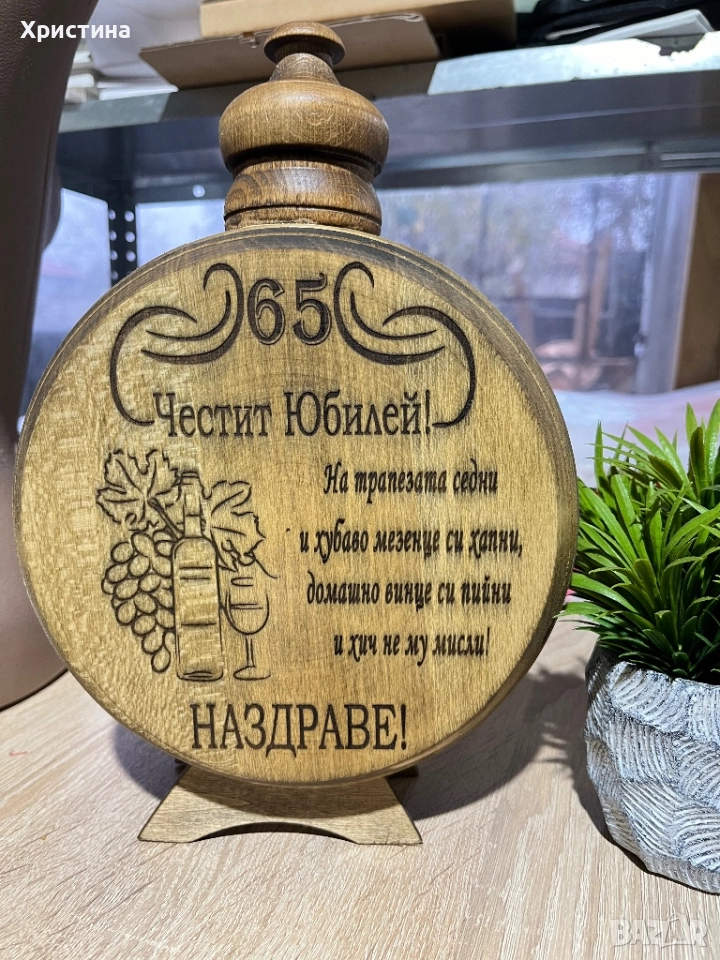 Христина
65
Честит Юбилей!
На трапезата седни
и хубаво мезенце си хапни,
домашно винце си пийни
и хич не му мисли!
НАЗДРАВЕ!
BAZAR